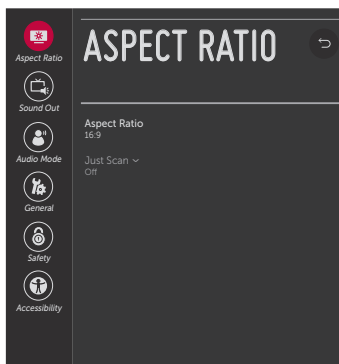 Aspect Ratio
Sound Out
Audio Mode
General
Safety
Accessibility
ASPECT RATIO
Aspect Ratio
16:9
Just Scan
Off